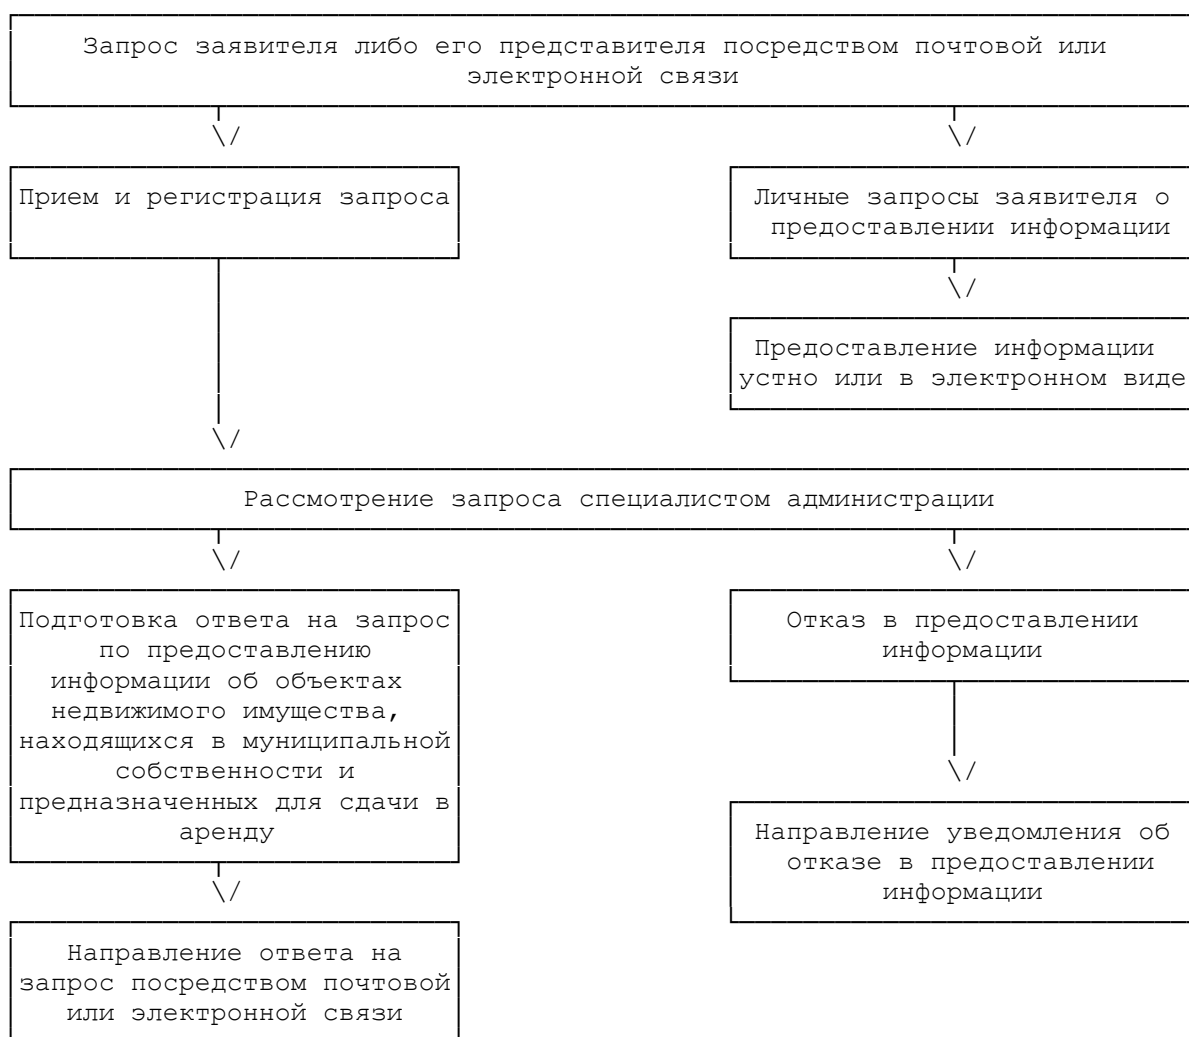 Запрос заявителя либо его представителя посредством почтовой или
электронной связи
Прием и регистрация запроса
Личные запросы заявителя о
предоставлении информации
Предоставление информации
устно или в электронном виде
Рассмотрение запроса специалистом администрации
Подготовка ответа на запрос
по предоставлению
информации об объектах
недвижимого имущества,
находящихся в муниципальной
собственности и
предназначенных для сдачи в
аренду
Отказ в предоставлении
информации
Направление уведомления об
отказе в предоставлении
информации
Направление ответа на
запрос посредством почтовой
или электронной связи